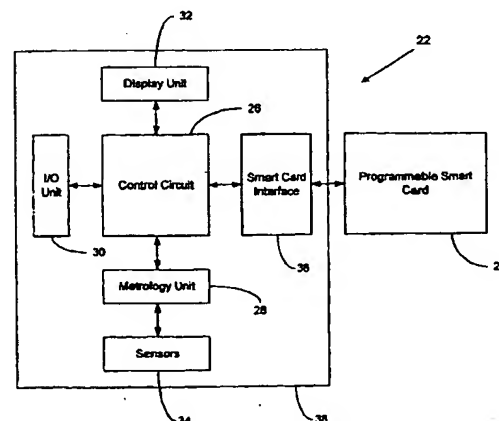 32
22
Display Unit
26
I/O
Unit
Control Circuit
Smart Card
Interface
Programmable Smart
Card
30
36
Metrology Unit
28
Sensors
38